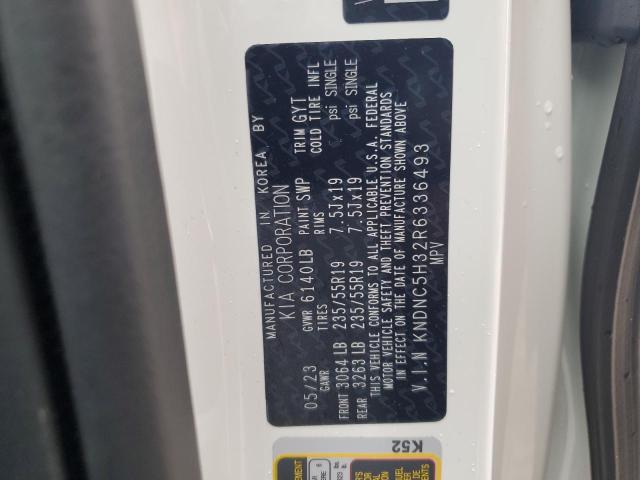 MANUFACTURED IN KOREA BY
KIA CORPORATION
05/23 GVWR 6140LB PAINT SWP TRIM GYT
GAWR TIRES RIMS COLD TIRE INFL
FRONT 3064LB 235/55R19 7.5Jx19 psi SINGLE
REAR 3263LB 235/55R19 7.5Jx19 psi SINGLE
THIS VEHICLE CONFORMS TO ALL APPLICABLE U.S.A. FEDERAL
MOTOR VEHICLE SAFETY AND THEFT PREVENTION STANDARDS
IN EFFECT ON THE DATE OF MANUFACTURE SHOWN ABOVE
V.I.N KNDNC5H32R6336493
MPV
K52